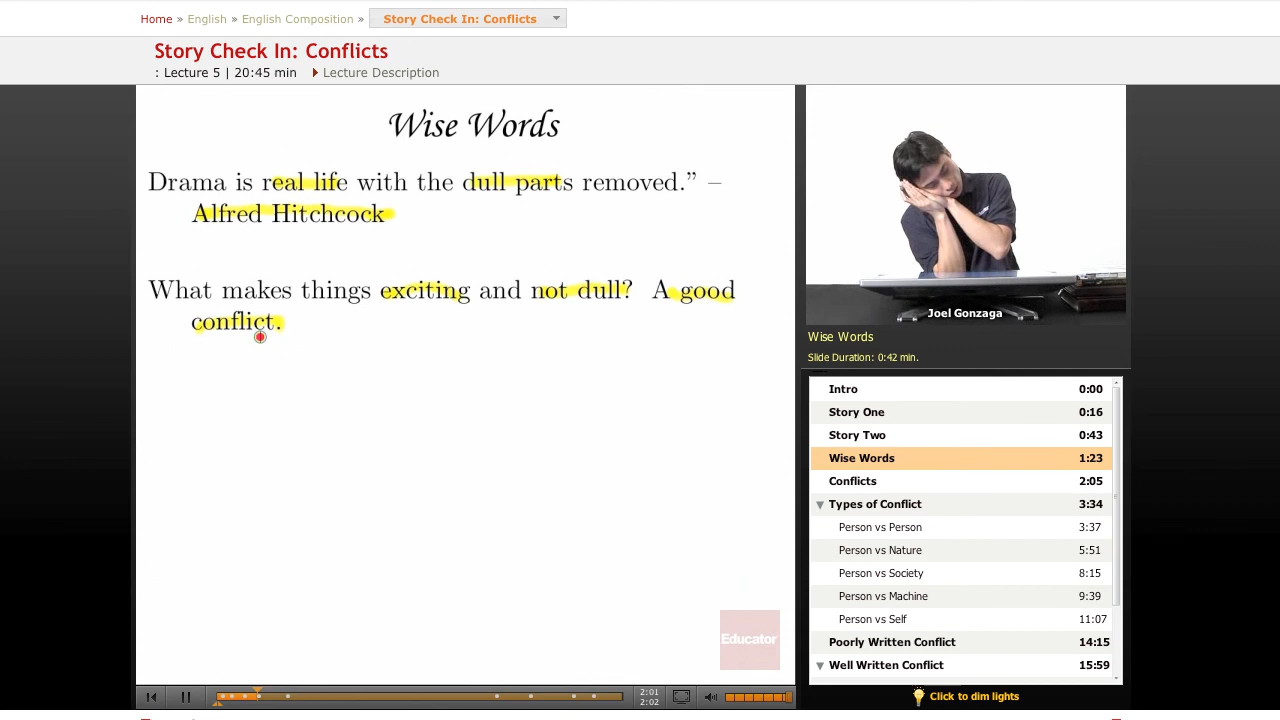 Home » English » English Composition » Story Check In: Conflicts
Story Check In: Conflicts
: Lecture 5 | 20:45 min Lecture Description
Wise Words
Drama is real life with the dull parts removed.” –
Alfred Hitchcock
What makes things exciting and not dull? A good
conflict.
Educator
Joel Gonzaga
Wise Words
Slide Duration: 0:42 min.
Intro 0:00
Story One 0:16
Story Two 0:43
Wise Words 1:23
Conflicts 2:05
Types of Conflict 3:34
Person vs Person 3:37
Person vs Nature 5:51
Person vs Society 8:15
Person vs Machine 9:39
Person vs Self 11:07
Poorly Written Conflict 14:15
Well Written Conflict 15:59
2:01
2:02
Click to dim lights